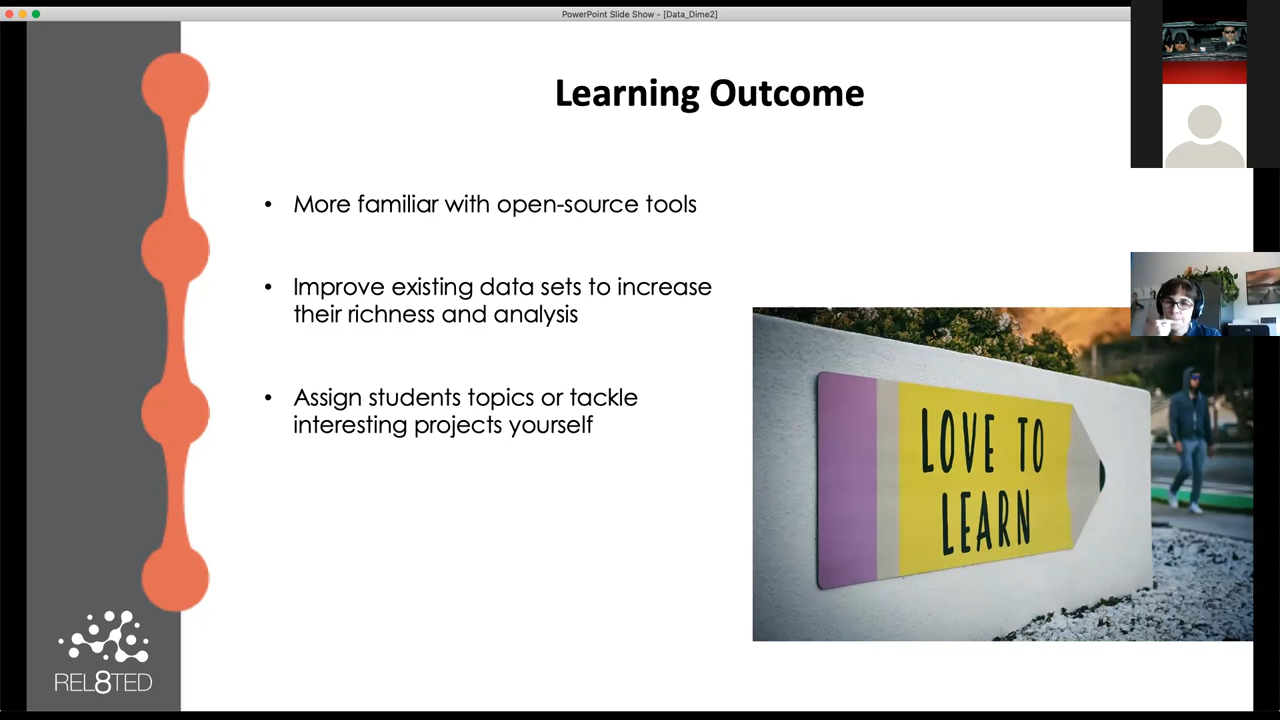 PowerPoint Slide Show - [Data_Dime2]
Learning Outcome
• More familiar with open-source tools
• Improve existing data sets to increase
their richness and analysis
• Assign students topics or tackle
interesting projects yourself
LOVE TO
LEARN
REL8TED